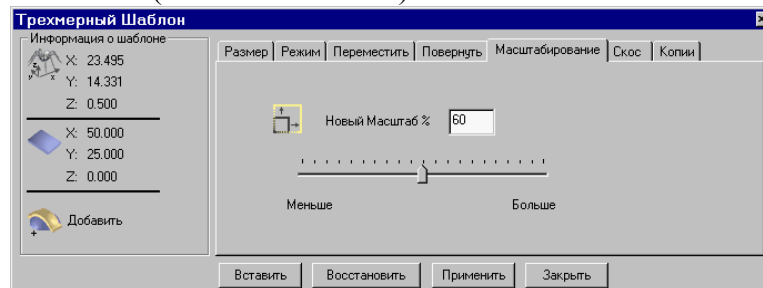 Трехмерный Шаблон
Информация о шаблоне
X: 23.495
Y: 14.331
Z: 0.500
X: 50.000
Y: 25.000
Z: 0.000
Добавить
Размер Режим Переместить Повернуть Масштабирование Скос Копии
Новый Масштаб % 60
Меньше Больше
Вставить Восстановить Применить Закрыть